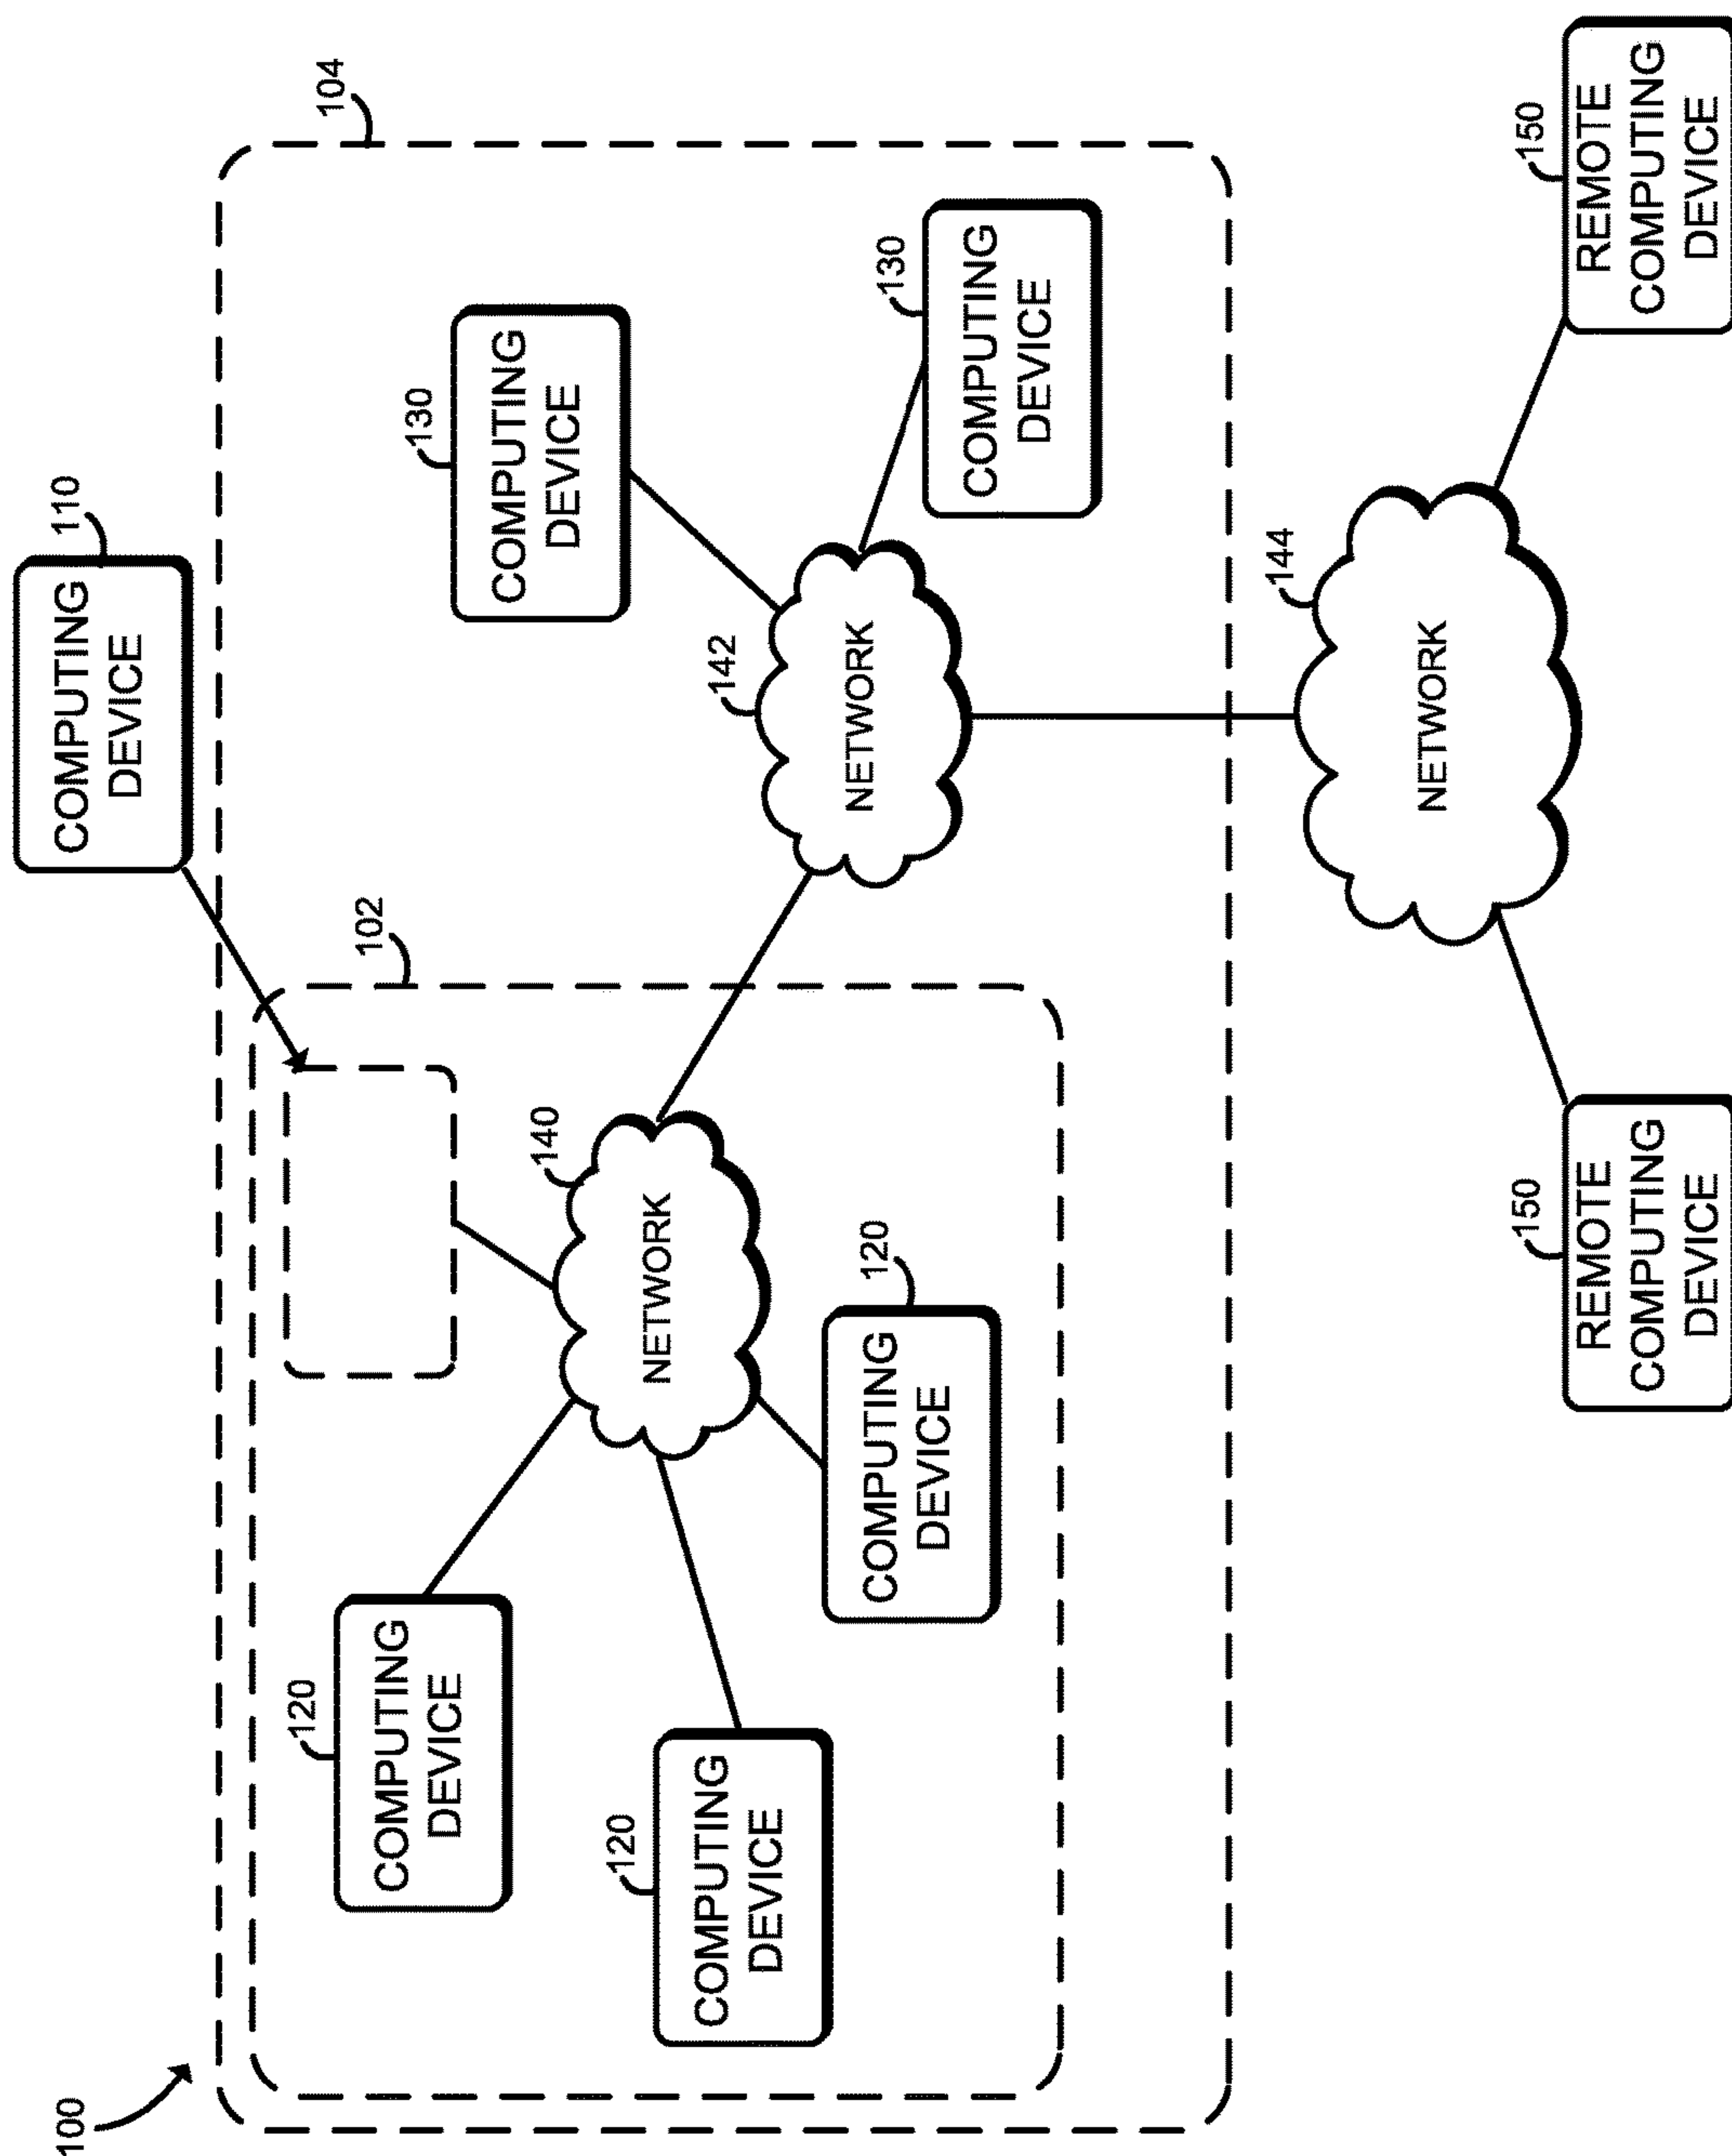 100
COMPUTING
DEVICE
110
104
102
120
COMPUTING
DEVICE
130
COMPUTING
DEVICE
140
NETWORK
142
NETWORK
130
COMPUTING
DEVICE
120
COMPUTING
DEVICE
120
COMPUTING
DEVICE
144
NETWORK
150
REMOTE
COMPUTING
DEVICE
150
REMOTE
COMPUTING
DEVICE